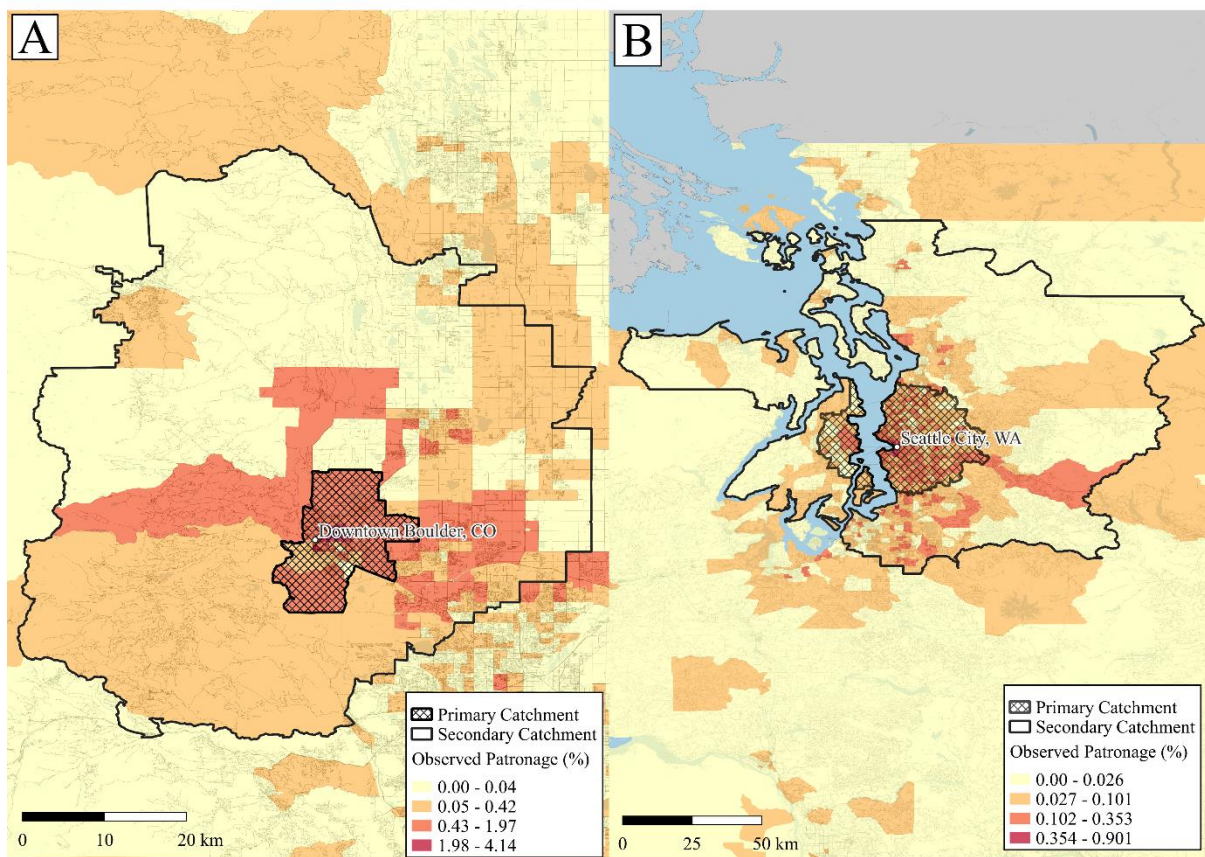 A
Downtown Boulder, CO
Primary Catchment
Secondary Catchment
Observed Patronage (%)
0.00 - 0.04
0.05 - 0.42
0.43 - 1.97
1.98 - 4.14
0 10 20 km
B
Seattle City, WA
Primary Catchment
Secondary Catchment
Observed Patronage (%)
0.00 - 0.026
0.027 - 0.101
0.102 - 0.353
0.354 - 0.901
0 25 50 km